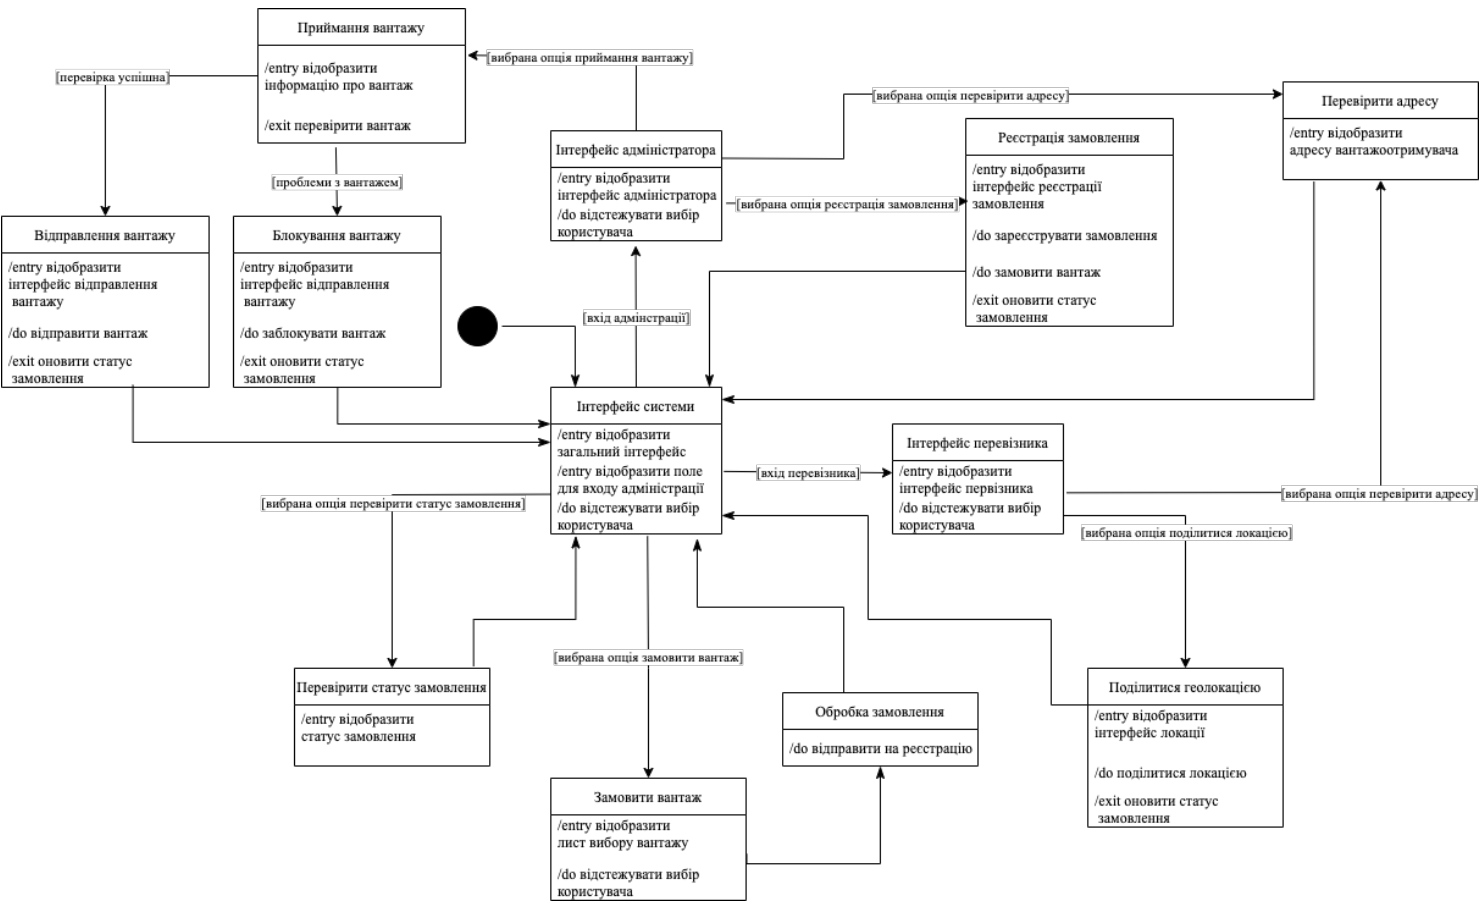 Приймання вантажу
/entry відобразити
інформацію про вантаж
/exit перевірити вантаж
[вибрана опція приймання вантажу]
[перевірка успішна]
[проблеми з вантажем]
Відправлення вантажу
/entry відобразити
інтерфейс відправлення
вантажу
/do відправити вантаж
/exit оновити статус
замовлення
Блокування вантажу
/entry відобразити
інтерфейс відправлення
вантажу
/do заблокувати вантаж
/exit оновити статус
замовлення
Інтерфейс адміністратора
/entry відобразити
інтерфейс адміністратора
/do відстежувати вибір
користувача
[вибрана опція перевірити адресу]
[вибрана опція реєстрація замовлення]
Реєстрація замовлення
/entry відобразити
інтерфейс реєстрації
замовлення
/do зареєструвати замовлення
/do замовити вантаж
/exit оновити статус
замовлення
Перевірити адресу
/entry відобразити
адресу вантажоотримувача
[вхід адмінстрації]
Інтерфейс системи
/entry відобразити
загальний інтерфейс
/entry відобразити поле
для входу адміністрації
/do відстежувати вибір
користувача
[вхід перевізника]
Інтерфейс перевізника
/entry відобразити
інтерфейс первізника
/do відстежувати вибір
користувача
[вибрана опція перевірити адресу]
[вибрана опція поділитися локацією]
[вибрана опція перевірити статус замовлення]
[вибрана опція замовити вантаж]
Перевірити статус замовлення
/entry відобразити
статус замовлення
Обробка замовлення
/do відправити на реєстрацію
Поділитися геолокацією
/entry відобразити
інтерфейс локації
/do поділитися локацією
/exit оновити статус
замовлення
Замовити вантаж
/entry відобразити
лист вибору вантажу
/do відстежувати вибір
користувача